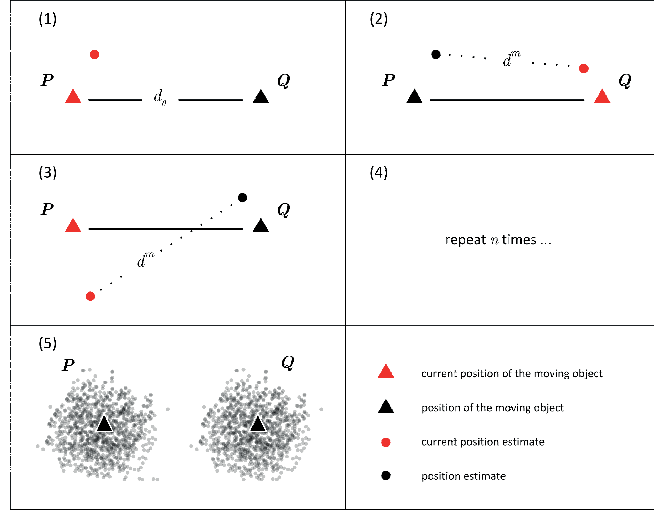 (1)
P
Q
d₀
(2)
P
Q
dᵐ
(3)
P
Q
dᵐ
(4)
repeat n times ...
(5)
P
Q
current position of the moving object
position of the moving object
current position estimate
position estimate